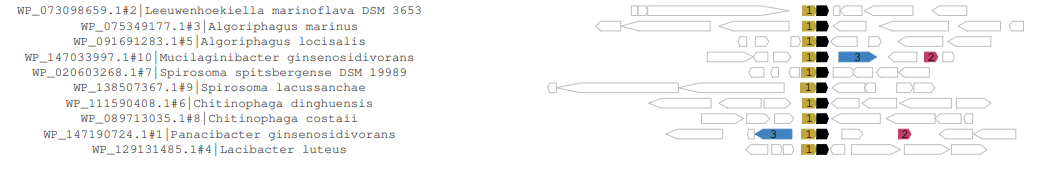 WP_073098659.1#2|Leeuwenhoekiella marinoflava DSM 3653 1
WP_075349177.1#3|Algoriphagus marinus 1
WP_091691283.1#5|Algoriphagus locisalis 1
WP_147033997.1#10|Mucilaginibacter ginsenosidivorans 1 3 2
WP_020603268.1#7|Spirosoma spitsbergense DSM 19989 1
WP_138507367.1#9|Spirosoma lacussanchae 1
WP_111590408.1#6|Chitinophaga dinghuensis 1
WP_089713035.1#8|Chitinophaga costaii 1
WP_147190724.1#1|Panacibacter ginsenosidivorans 3 1 2
WP_129131485.1#4|Lacibacter luteus 1